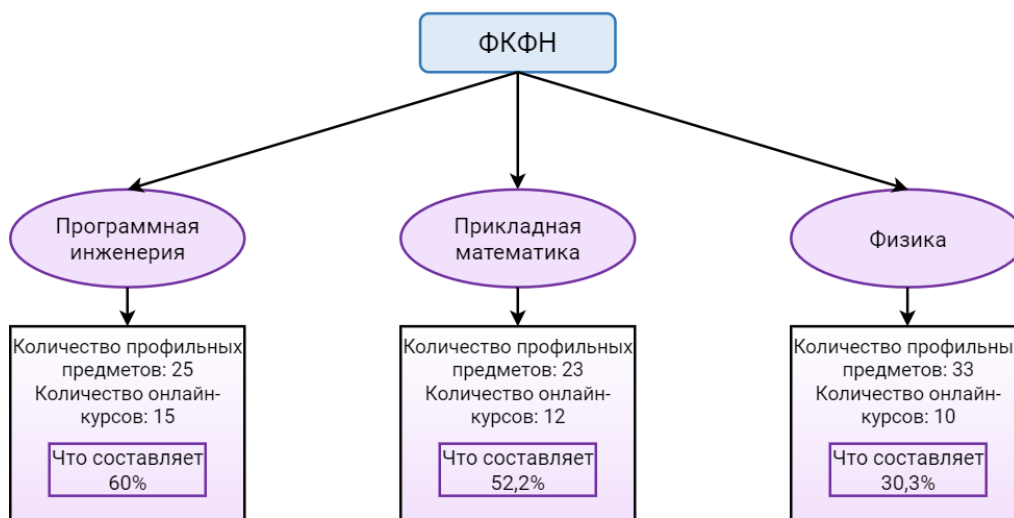 ФКФН
Программная
инженерия
Прикладная
математика
Физика
Количество профильных
предметов: 25
Количество онлайн-
курсов: 15
Что составляет
60%
Количество профильных
предметов: 23
Количество онлайн-
курсов: 12
Что составляет
52,2%
Количество профильных
предметов: 33
Количество онлайн-
курсов: 10
Что составляет
30,3%